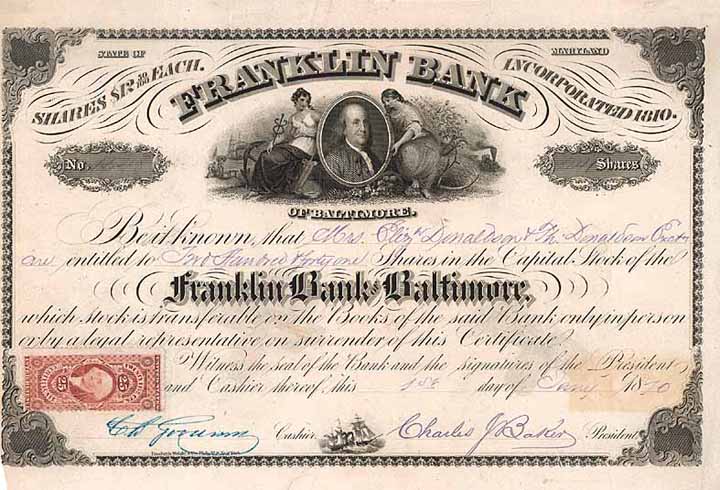 STATE OF MARYLAND
SHARES $12 50/100 EACH. FRANKLIN BANK INCORPORATED 1810.
No. Shares
OF BALTIMORE.
Be it known, that Mrs. Eliz. Donaldson & Th. Donaldson
are entitled to Two Hundred & forty one Shares in the Capital Stock of the
Franklin Bank of Baltimore,
which stock is transferable on the Books of the said Bank only in person
or by a legal representative on surrender of this Certificate
Witness the seal of the Bank and the signatures of the President
and Cashier thereof, this 1st day of 1870
25 25
Cashier. Charles J. Baker President